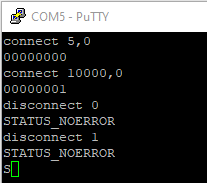 COM5 - PuTTY
connect 5,0
00000000
connect 10000,0
00000001
disconnect 0
STATUS_NOERROR
disconnect 1
STATUS_NOERROR
S